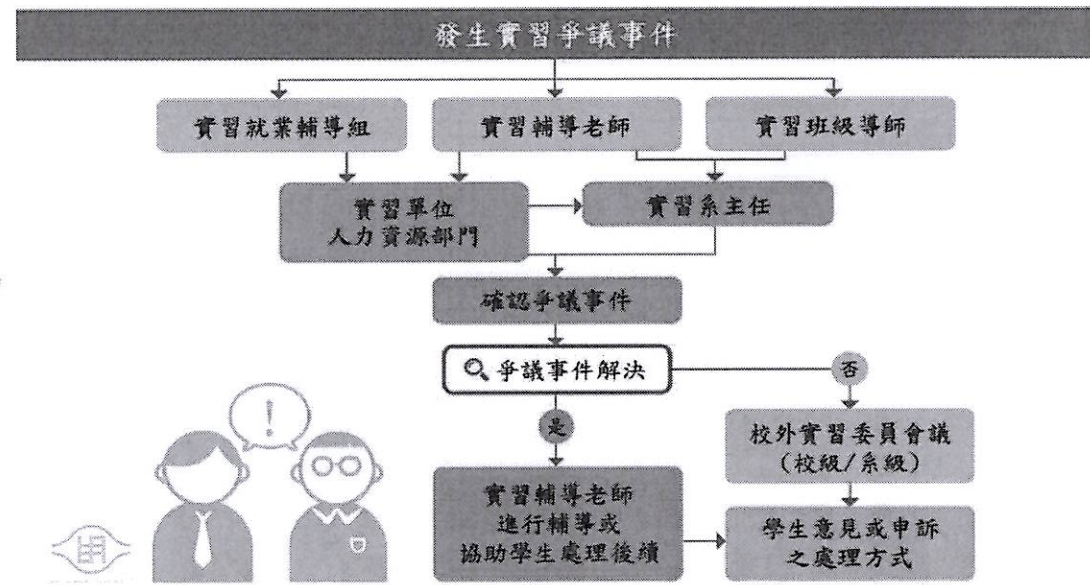 發生實習爭議事件
實習就業輔導組
實習輔導老師
實習班級導師
實習單位
人力資源部門
實習系主任
確認爭議事件
爭議事件解決
否
是
校外實習委員會議
(校級/系級)
實習輔導老師
進行輔導或
協助學生處理後續
學生意見或申訴
之處理方式
!